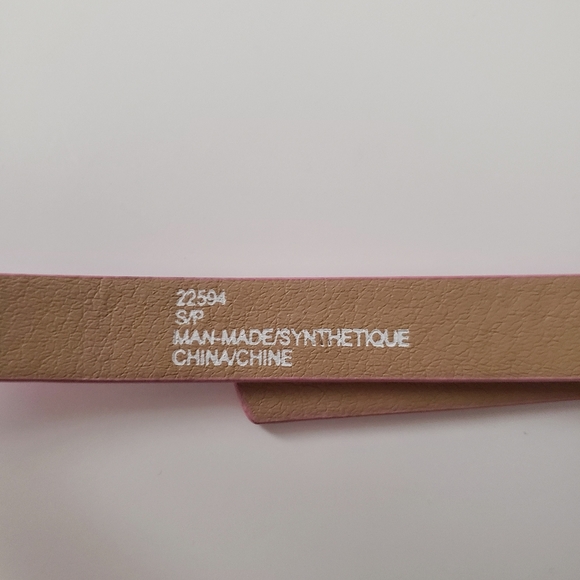 22594
S/P
MAN-MADE/SYNTHETIQUE
CHINA/CHINE